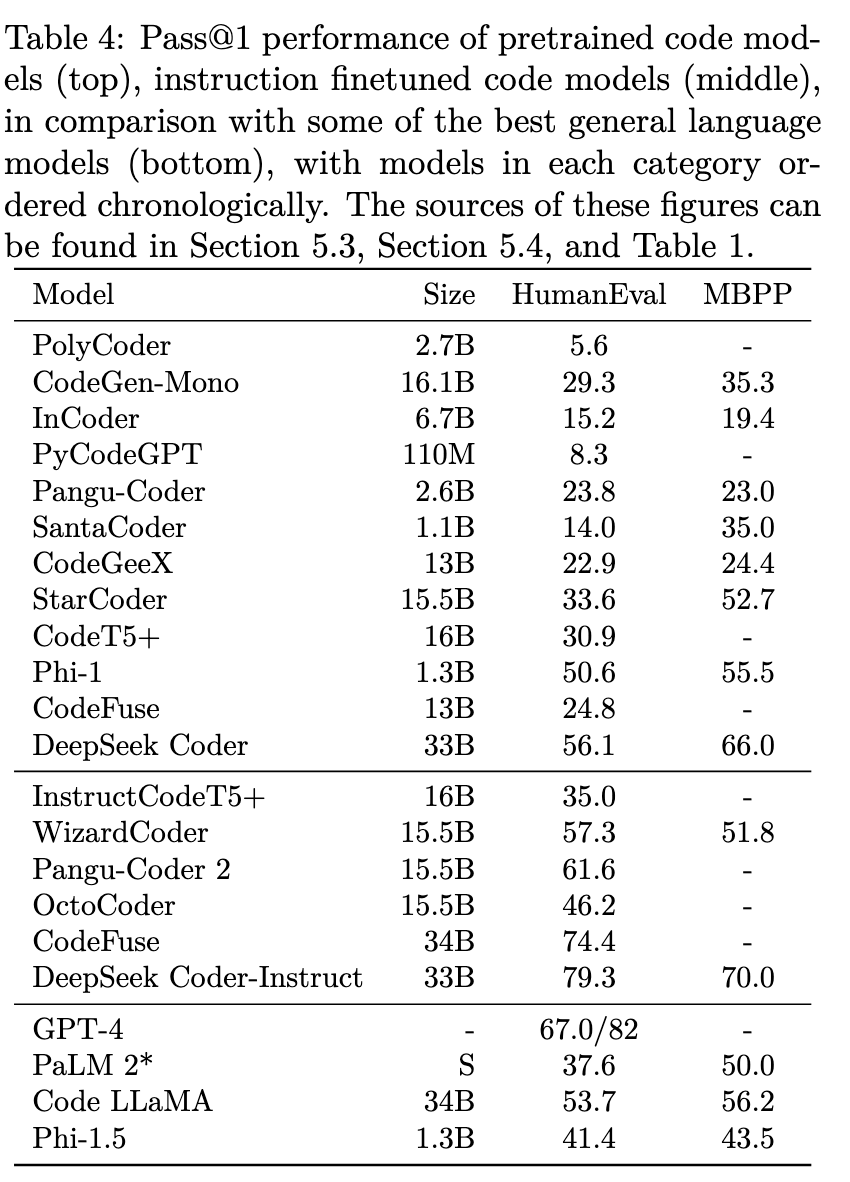 Table 4: Pass@1 performance of pretrained code mod-
els (top), instruction finetuned code models (middle),
in comparison with some of the best general language
models (bottom), with models in each category or-
dered chronologically. The sources of these figures can
be found in Section 5.3, Section 5.4, and Table 1.
Model Size HumanEval MBPP
PolyCoder 2.7B 5.6 -
CodeGen-Mono 16.1B 29.3 35.3
InCoder 6.7B 15.2 19.4
PyCodeGPT 110M 8.3 -
Pangu-Coder 2.6B 23.8 23.0
SantaCoder 1.1B 14.0 35.0
CodeGeeX 13B 22.9 24.4
StarCoder 15.5B 33.6 52.7
CodeT5+ 16B 30.9 -
Phi-1 1.3B 50.6 55.5
CodeFuse 13B 24.8 -
DeepSeek Coder 33B 56.1 66.0
InstructCodeT5+ 16B 35.0 -
WizardCoder 15.5B 57.3 51.8
Pangu-Coder 2 15.5B 61.6 -
OctoCoder 15.5B 46.2 -
CodeFuse 34B 74.4 -
DeepSeek Coder-Instruct 33B 79.3 70.0
GPT-4 - 67.0/82 -
PaLM 2* S 37.6 50.0
Code LLaMA 34B 53.7 56.2
Phi-1.5 1.3B 41.4 43.5